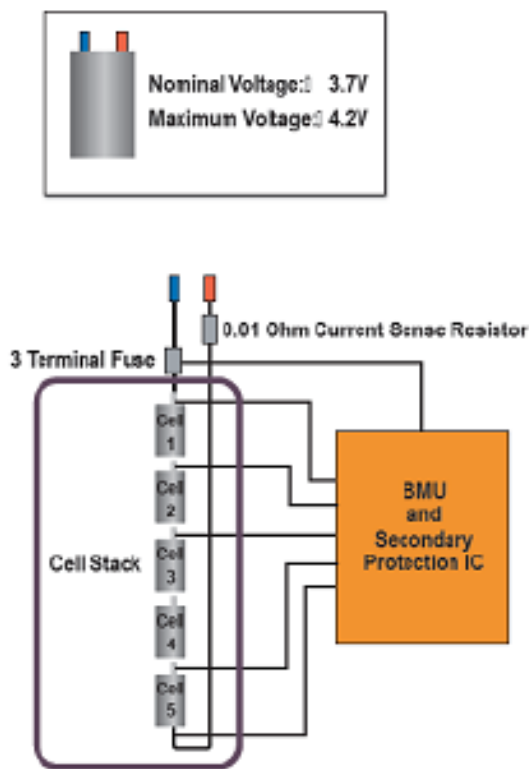 Nominal Voltage:▯ 3.7V
Maximum Voltage:▯ 4.2V
0.01 Ohm Current Sense Resistor
3 Terminal Fuse
Cell
1
Cell
2
Cell Stack
Cell
3
Cell
4
Cell
5
BMU
and
Secondary
Protection IC